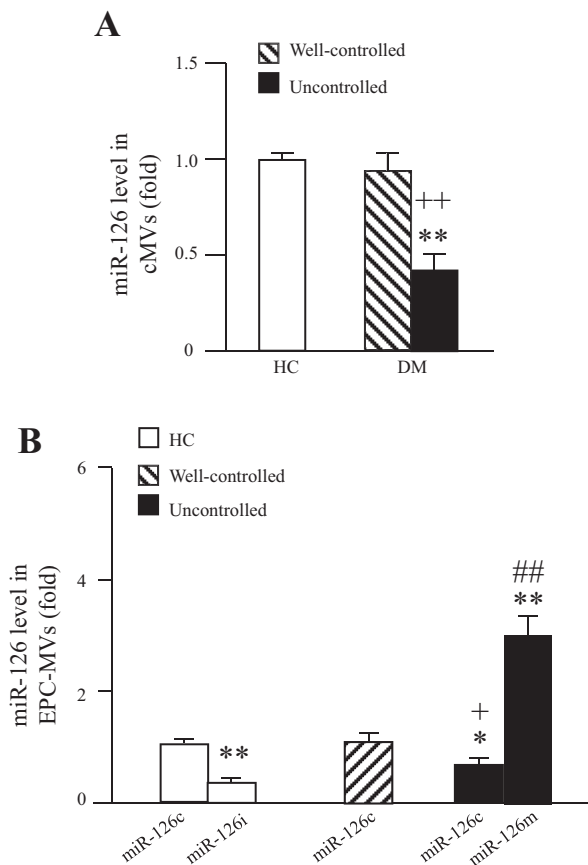 A
Well-controlled
Uncontrolled
miR-126 level in
cMVs (fold)
1.5
1.0
0.5
0
++
**
HC
DM
B
HC
Well-controlled
Uncontrolled
miR-126 level in
EPC-MVs (fold)
6
4
2
0
**
+
*
##
**
miR-126c
miR-126i
miR-126c
miR-126c
miR-126m